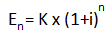 Eₙ = K x (1+i)ⁿ